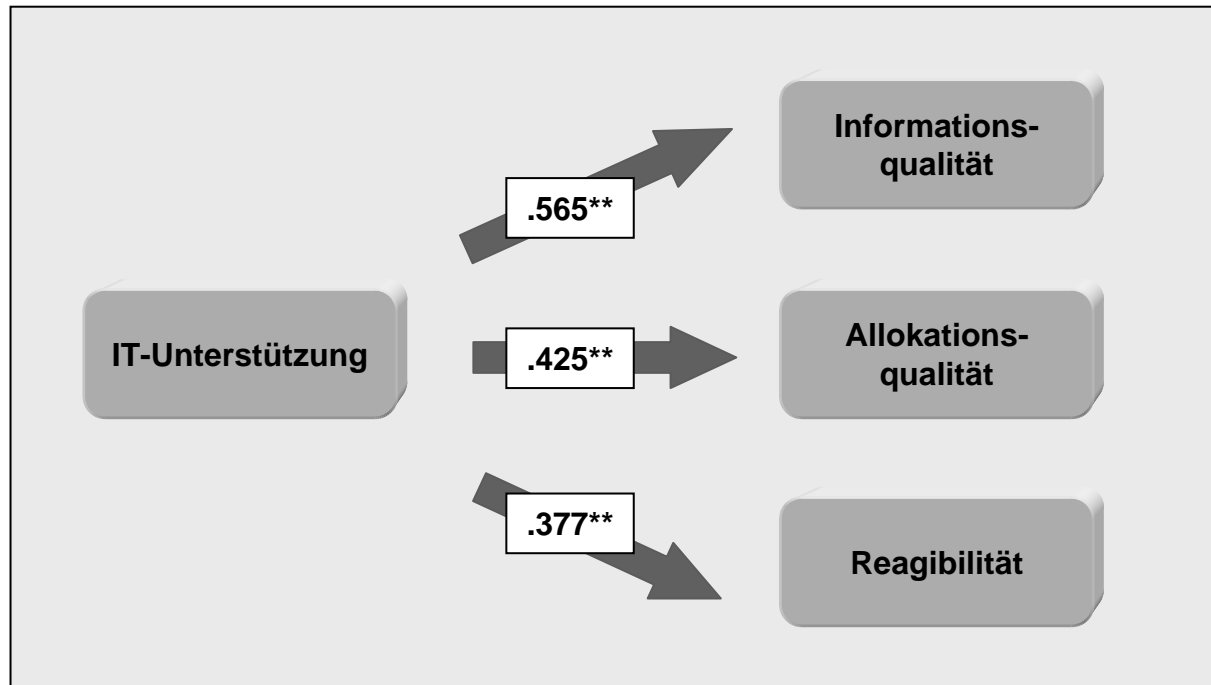 IT-Unterstützung
.565**
.425**
.377**
Informations-
qualität
Allokations-
qualität
Reagibilität